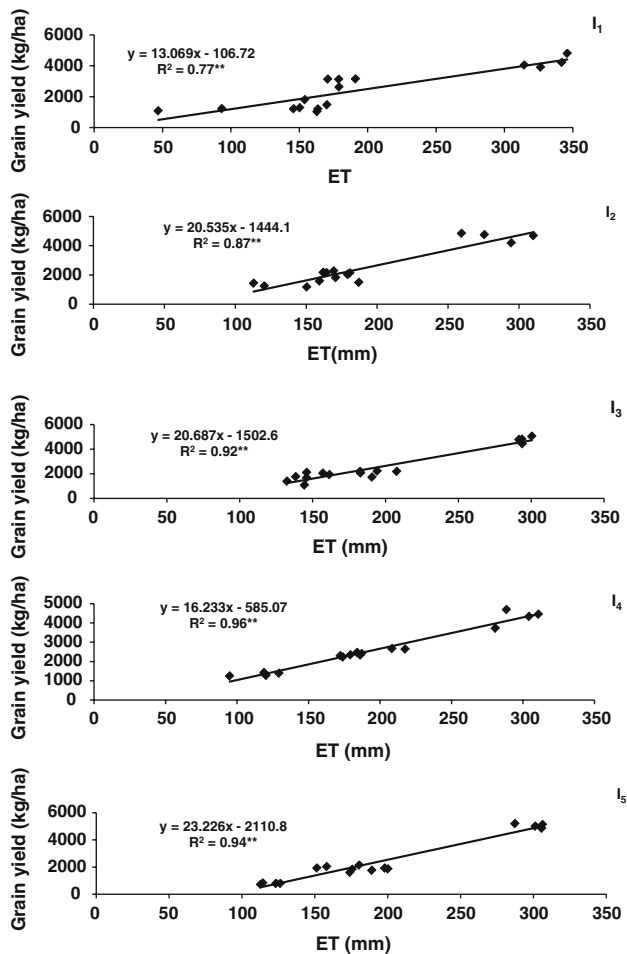 I1
y = 13.069x - 106.72
R² = 0.77**
Grain yield (kg/ha)
6000
4000
2000
0
0 50 100 150 200 250 300 350
ET
I2
y = 20.535x - 1444.1
R² = 0.87**
Grain yield (kg/ha)
6000
4000
2000
0
0 50 100 150 200 250 300 350
ET(mm)
I3
y = 20.687x - 1502.6
R² = 0.92**
Grain yield (kg/ha)
6000
4000
2000
0
0 50 100 150 200 250 300 350
ET (mm)
I4
y = 16.233x - 585.07
R² = 0.96**
Grain yield (kg/ha)
5000
4000
3000
2000
1000
0
0 50 100 150 200 250 300 350
ET (mm)
I5
y = 23.226x - 2110.8
R² = 0.94**
Grain yield (kg/ha)
6000
4000
2000
0
0 50 100 150 200 250 300 350
ET (mm)